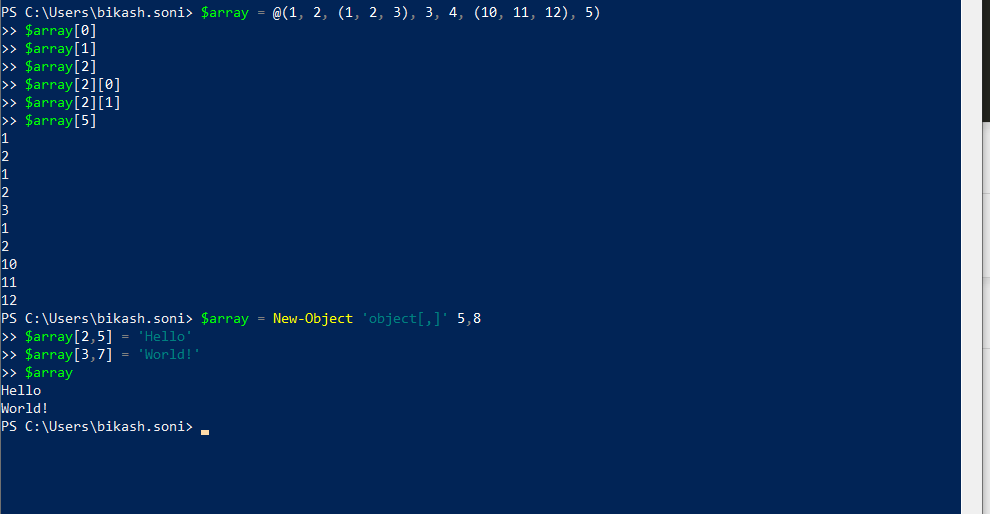 PS C:\Users\bikash.soni> $array = @(1, 2, (1, 2, 3), 3, 4, (10, 11, 12), 5)
>> $array[0]
>> $array[1]
>> $array[2]
>> $array[2][0]
>> $array[2][1]
>> $array[5]
1
2
1
2
3
1
2
10
11
12
PS C:\Users\bikash.soni> $array = New-Object 'object[,]' 5,8
>> $array[2,5] = 'Hello'
>> $array[3,7] = 'World!'
>> $array
Hello
World!
PS C:\Users\bikash.soni>